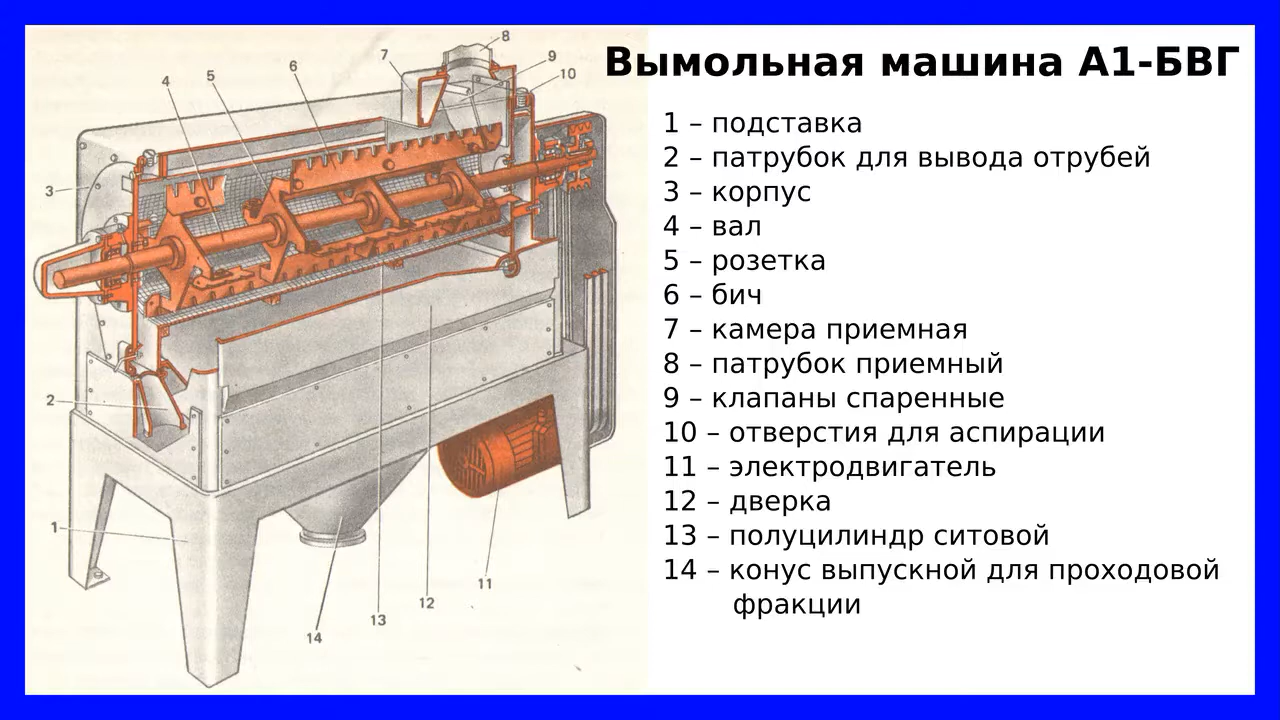 Вымольная машина А1-БВГ
1 – подставка
2 – патрубок для вывода отрубей
3 – корпус
4 – вал
5 – розетка
6 – бич
7 – камера приемная
8 – патрубок приемный
9 – клапаны спаренные
10 – отверстия для аспирации
11 – электродвигатель
12 – дверка
13 – полуцилиндр ситовой
14 – конус выпускной для проходовой
фракции
8
7
9
6
5
10
4
3
2
1
11
12
13
14